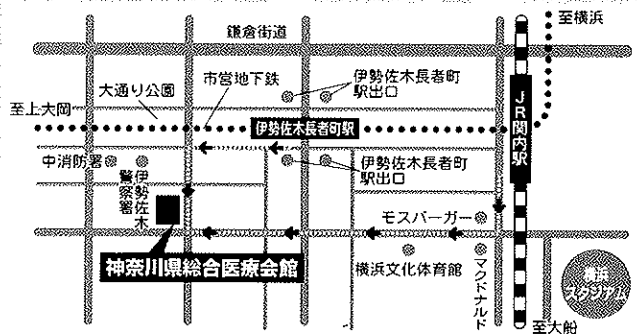 至横浜
鎌倉街道
大通り公園
市営地下鉄
伊勢佐木長者町
駅出口
至上大岡
伊勢佐木長者町駅
JR関内駅
中消防署
伊勢佐木
警察署
伊勢佐木長者町
駅出口
モスバーガー
神奈川県総合医療会館
横浜文化体育館
マクドナルド
横浜
スタジアム
至大船